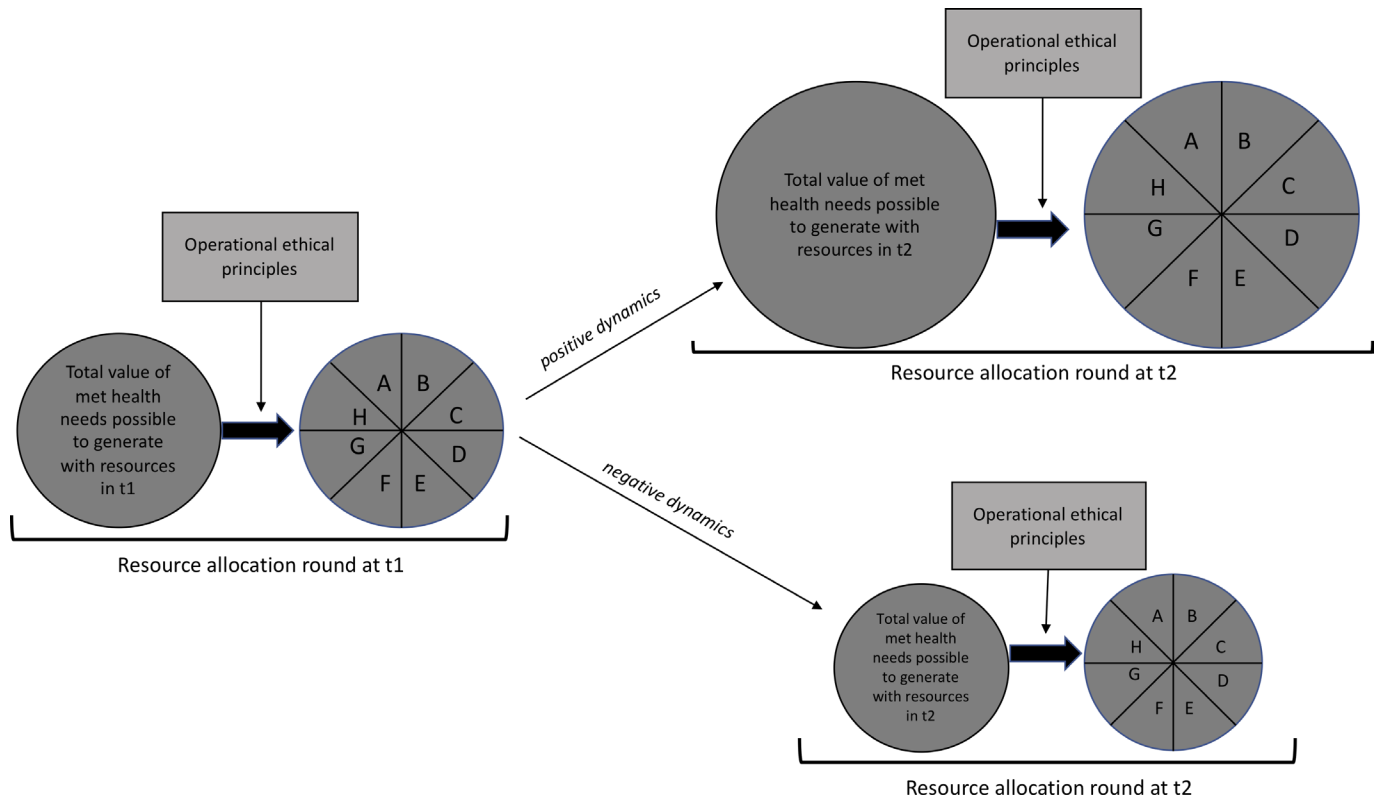 Operational ethical
principles
Total value of
met health
needs possible
to generate
with resources
in t1
A
B
C
D
E
F
G
H
Resource allocation round at t1
positive dynamics
negative dynamics
Operational ethical
principles
Total value of met
health needs possible
to generate with
resources in t2
A
B
C
D
E
F
G
H
Resource allocation round at t2
Operational ethical
principles
Total value of
met health
needs possible
to generate
with resources
in t2
A
B
C
D
E
F
G
H
Resource allocation round at t2